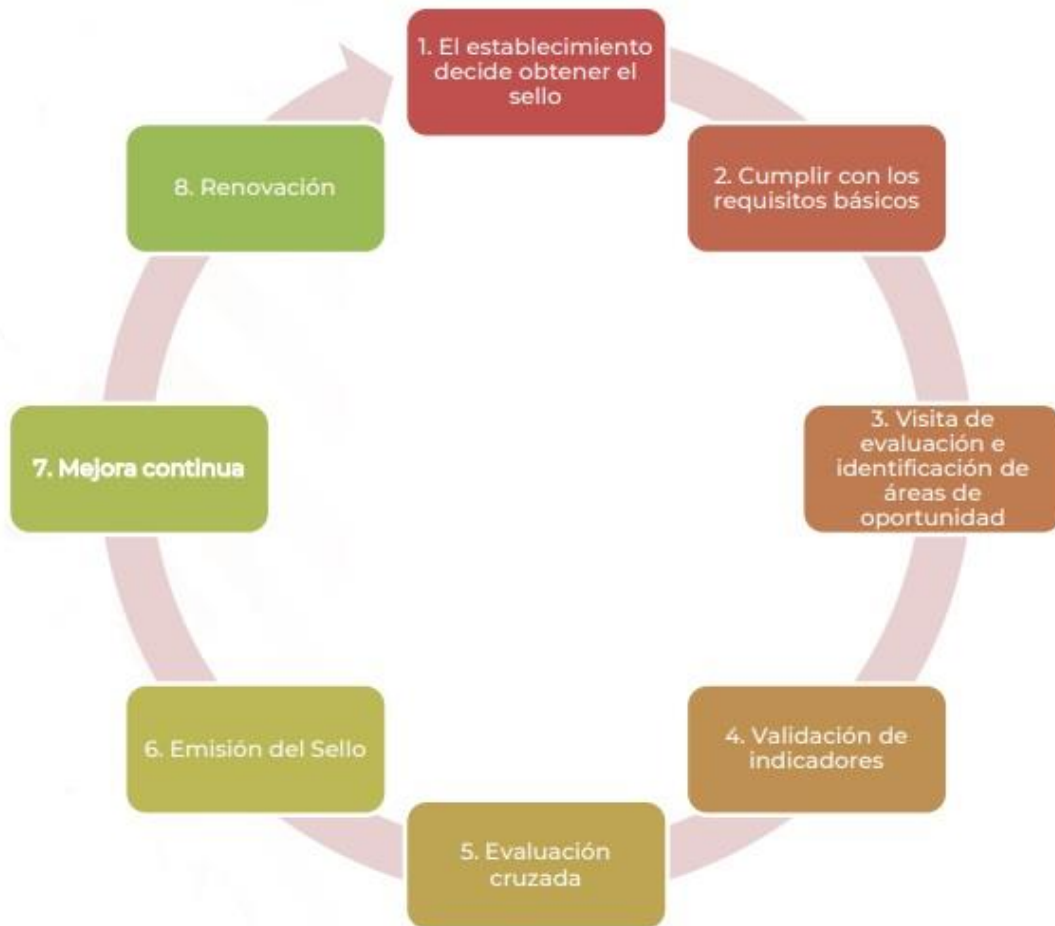 1. El establecimiento
decide obtener el
sello
2. Cumplir con los
requisitos básicos
3. Visita de
evaluación e
identificación de
áreas de
oportunidad
4. Validación de
indicadores
5. Evaluación
cruzada
6. Emisión del Sello
7. Mejora continua
8. Renovación